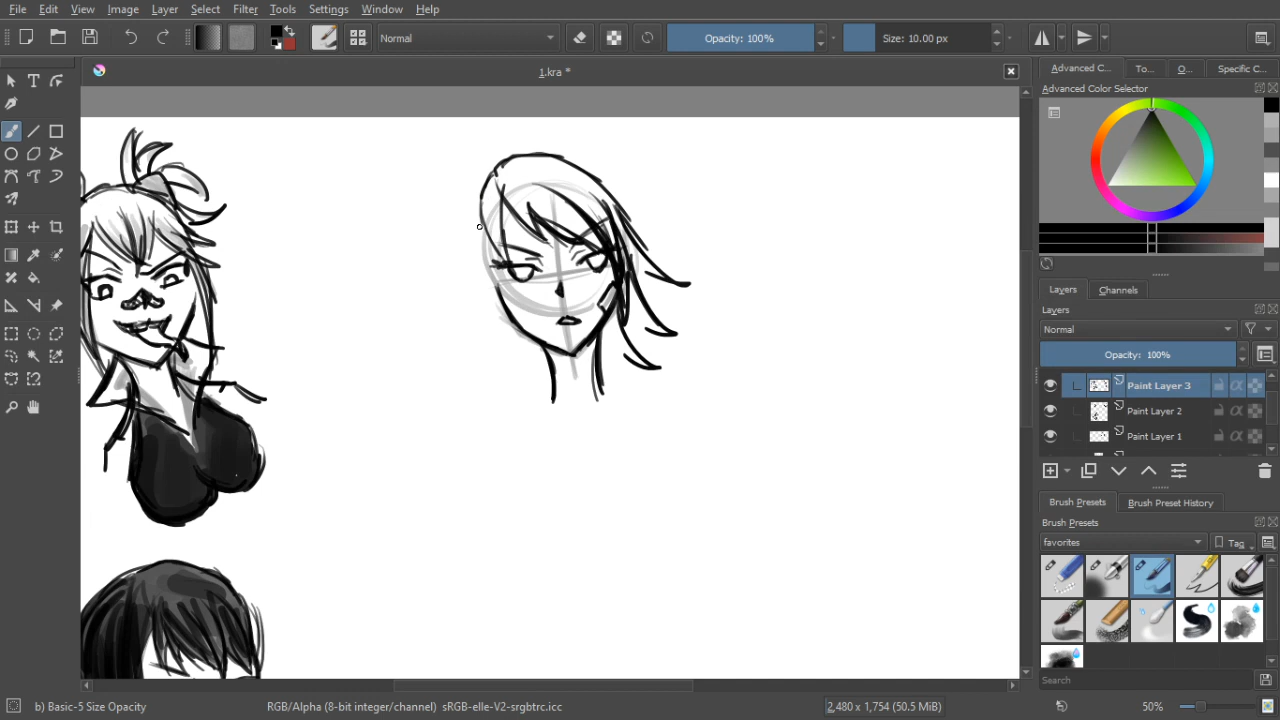 File Edit View Image Layer Select Filter Tools Settings Window Help
Normal Opacity: 100% Size: 10.00 px
1.kra *
Advanced C... To... O... Specific C...
Advanced Color Selector
Layers Channels
Layers
Normal
Opacity: 100%
Paint Layer 3
Paint Layer 2
Paint Layer 1
Brush Presets Brush Preset History
Brush Presets
favorites Tag
Search
b) Basic-5 Size Opacity RGB/Alpha (8-bit integer/channel) sRGB-elle-V2-srgbtrc.icc 2,480 x 1,754 (50.5 MiB) 50%